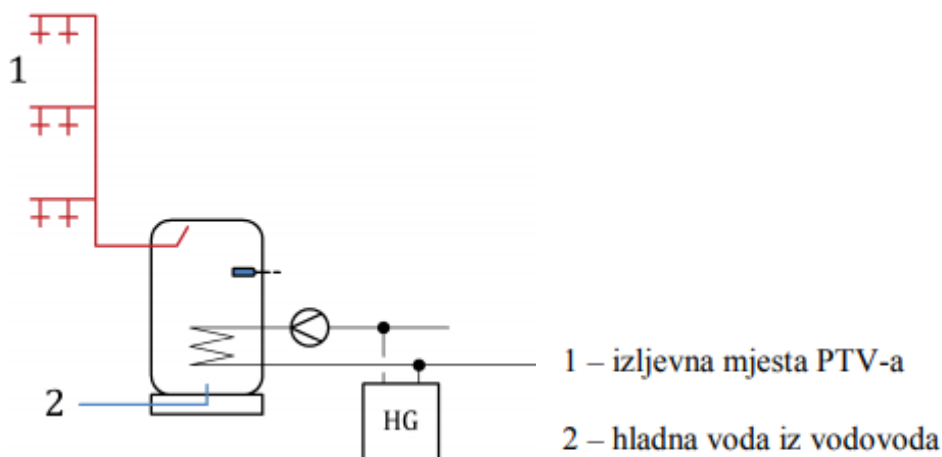 1
2
HG
1 – izljevna mjesta PTV-a
2 – hladna voda iz vodovoda